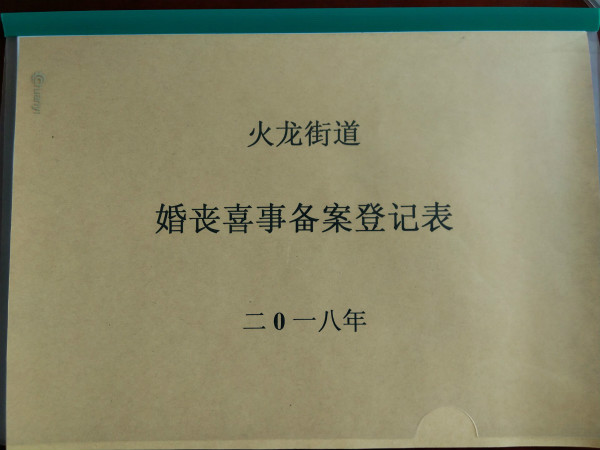 火龙街道
婚丧喜事备案登记表
二0一八年